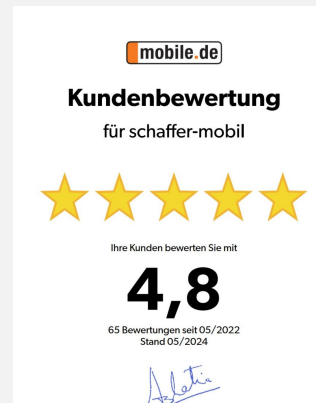 mobile.de
Kundenbewertung
für schaffer-mobil
Ihre Kunden bewerten Sie mit
4,8
65 Bewertungen seit 05/2022
Stand 05/2024